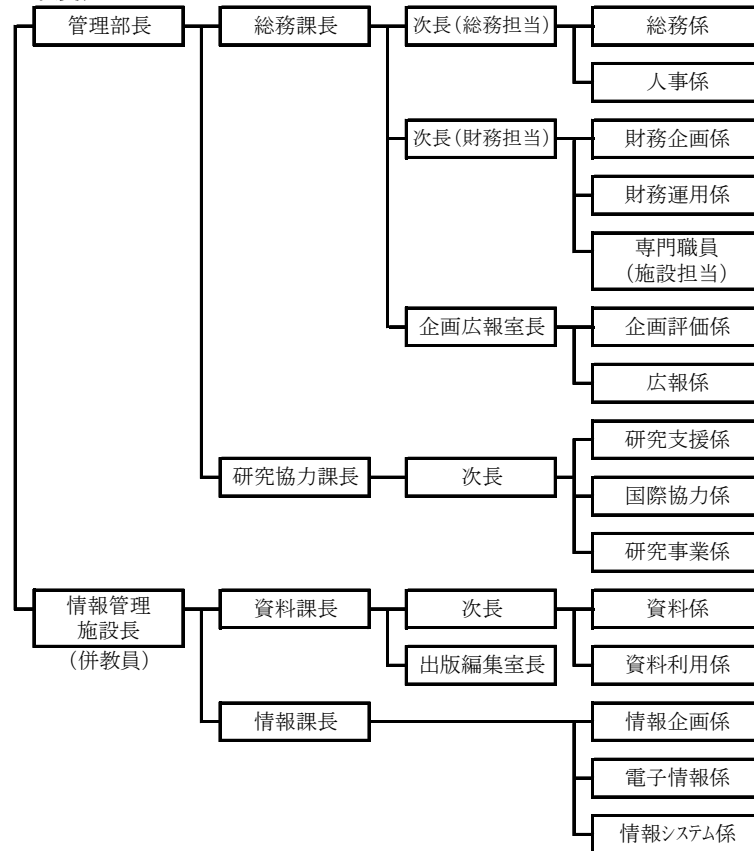 管理部長 総務課長 次長（総務担当） 総務係
人事係
次長（財務担当） 財務企画係
財務運用係
専門職員
（施設担当）
企画広報室長 企画評価係
広報係
研究支援係
研究協力課長 次長 国際協力係
研究事業係
情報管理
施設長
（併教員）
資料課長 次長 資料係
出版編集室長 資料利用係
情報課長 情報企画係
電子情報係
情報システム係